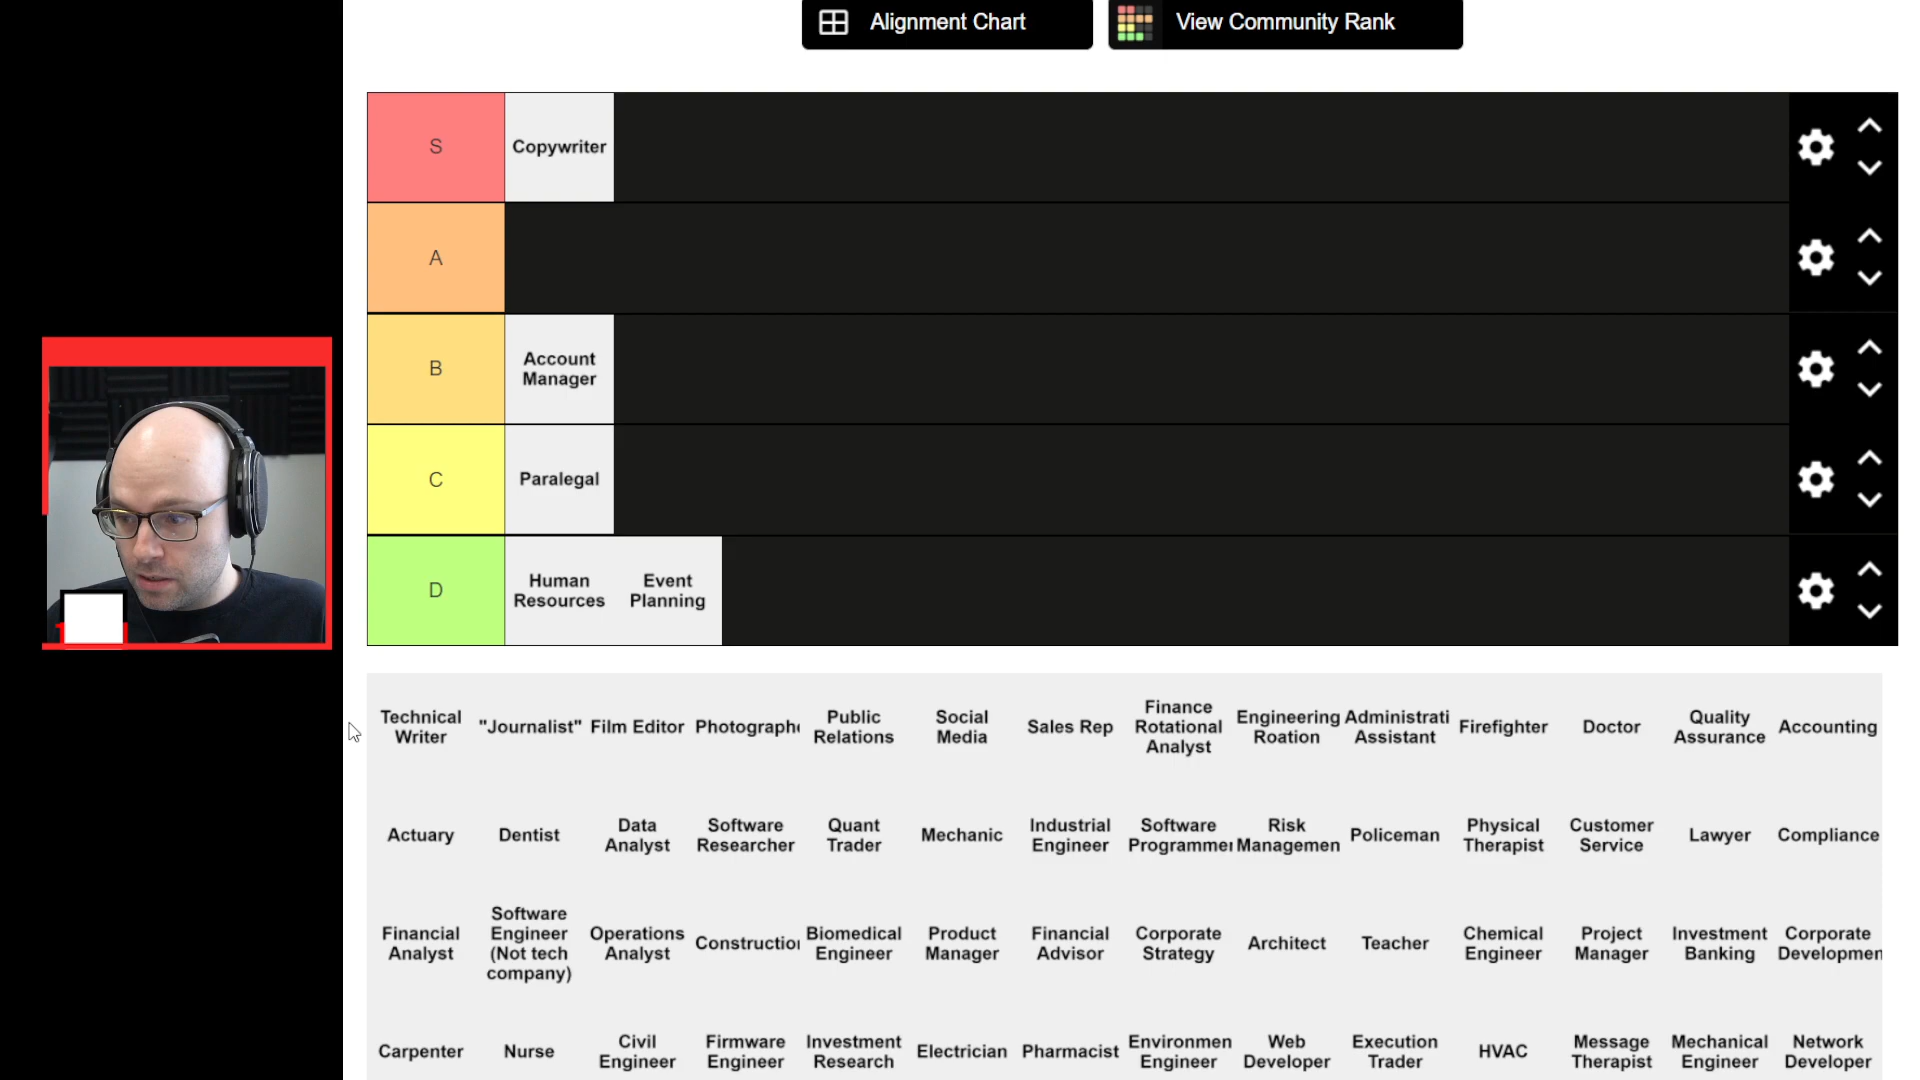 Alignment Chart
View Community Rank
S
Copywriter
A
B
Account
Manager
C
Paralegal
D
Human
Resources
Event
Planning
Technical
Writer
"Journalist"
Film Editor
Photographe
Public
Relations
Social
Media
Sales Rep
Finance
Rotational
Analyst
Engineering
Roation
Administrati
Assistant
Firefighter
Doctor
Quality
Assurance
Accounting
Actuary
Dentist
Data
Analyst
Software
Researcher
Quant
Trader
Mechanic
Industrial
Engineer
Software
Programmer
Risk
Managemen
Policeman
Physical
Therapist
Customer
Service
Lawyer
Compliance
Financial
Analyst
Software
Engineer
(Not tech
company)
Operations
Analyst
Construction
Biomedical
Engineer
Product
Manager
Financial
Advisor
Corporate
Strategy
Architect
Teacher
Chemical
Engineer
Project
Manager
Investment
Banking
Corporate
Developmen
Carpenter
Nurse
Civil
Engineer
Firmware
Engineer
Investment
Research
Electrician
Pharmacist
Environmen
Engineer
Web
Developer
Execution
Trader
HVAC
Message
Therapist
Mechanical
Engineer
Network
Developer